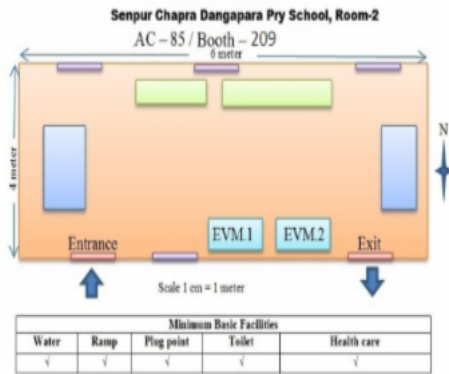 Senpur Chapra Dangapara Pry School, Room-2
AC – 85 / Booth – 209
6 meter
4 meter
N
EVM.1 EVM.2
Entrance Exit
Scale 1 cm = 1 meter
Minimum Basic Facilities
Water Ramp Plug point Toilet Health care
√ √ √ √ √